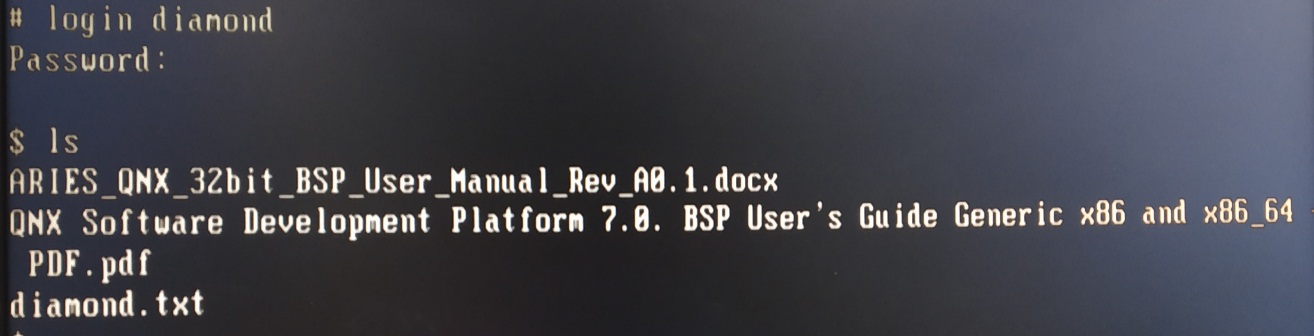 # login diamond
Password:
$ ls
ARIES_QNX_32bit_BSP_User_Manual_Rev_A0.1.docx
QNX Software Development Platform 7.0. BSP User's Guide Generic x86 and x86_64
PDF.pdf
diamond.txt